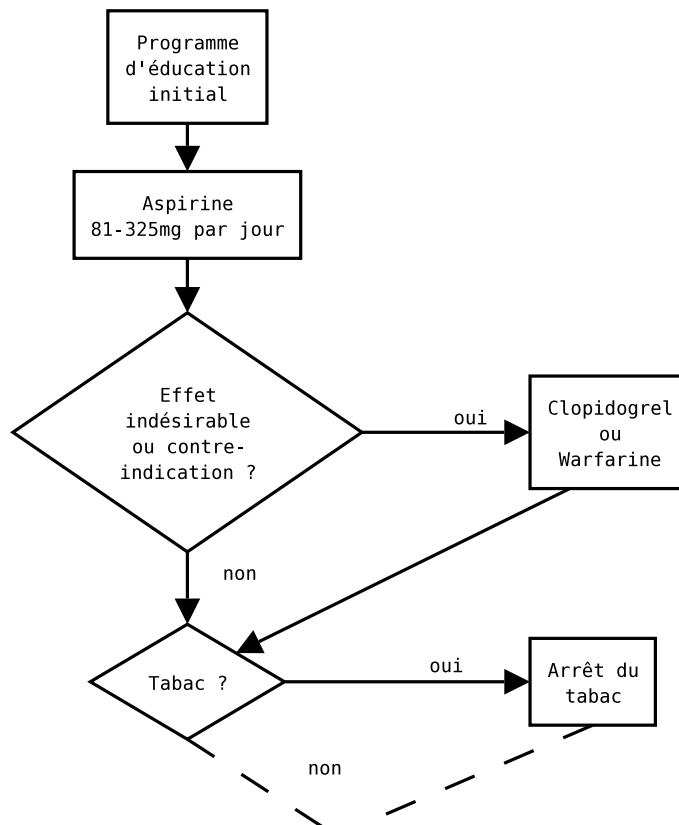 Programme
d'éducation
initial
Aspirine
81-325mg par jour
Effet
indésirable
ou contre-
indication ?
oui
Clopidogrel
ou
Warfarine
non
Tabac ?
oui
Arrêt du
tabac
non